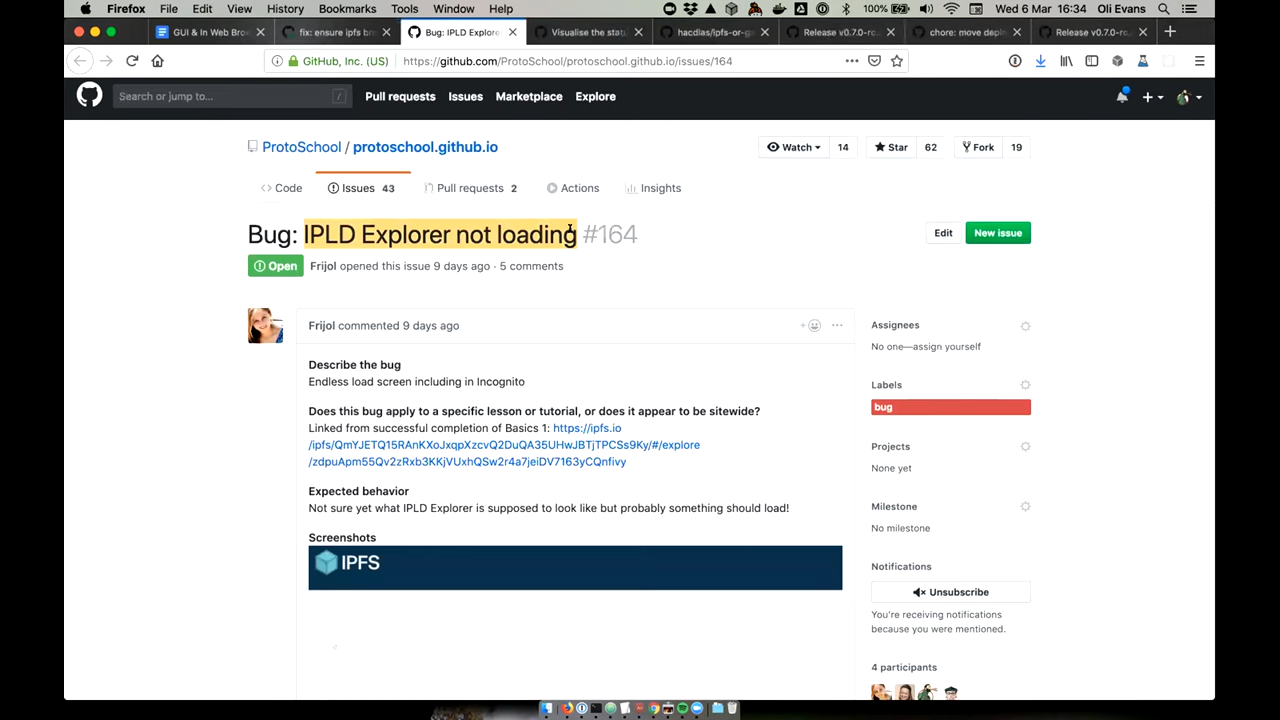 Firefox File Edit View History Bookmarks Tools Window Help 100% Wed 6 Mar 16:34 Oli Evans
GUI & In Web Brow
fix: ensure ipfs bro
Bug: IPLD Explore
Visualise the statu
hacdias/ipfs-or-ga
Release v0.7.0-rc.
chore: move depl
Release v0.7.0-rc.
GitHub, Inc. (US) https://github.com/ProtoSchool/protoschool.github.io/issues/164
Search or jump to... / Pull requests Issues Marketplace Explore
ProtoSchool / protoschool.github.io Watch 14 Star 62 Fork 19
Code Issues 43 Pull requests 2 Actions Insights
Bug: IPLD Explorer not loading #164 Edit New issue
Open Frijol opened this issue 9 days ago · 5 comments
Frijol commented 9 days ago
Describe the bug
Endless load screen including in Incognito
Does this bug apply to a specific lesson or tutorial, or does it appear to be sitewide?
Linked from successful completion of Basics 1: https://ipfs.io
/ipfs/QmYJETQ15RAnKXoJxqpXzcvQ2DuQA35UHwJBTjTPCSs9Ky/#/explore
/zdpuApm55Qv2zRxb3KKjVUxhQSw2r4a7jeiDV7163yCQnfivy
Expected behavior
Not sure yet what IPLD Explorer is supposed to look like but probably something should load!
Screenshots
IPFS
Assignees
No one—assign yourself
Labels
bug
Projects
None yet
Milestone
No milestone
Notifications
Unsubscribe
You're receiving notifications
because you were mentioned.
4 participants